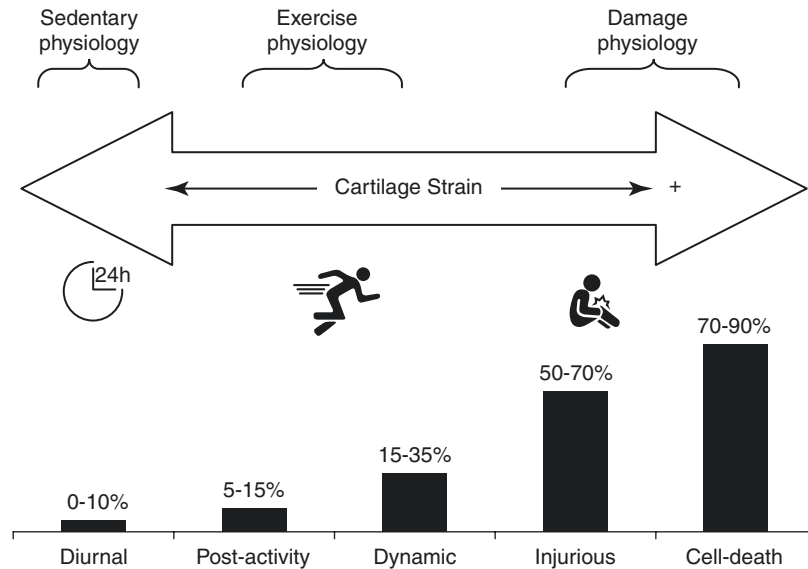 Sedentary
physiology
Exercise
physiology
Damage
physiology
Cartilage Strain
+
24h
0-10%
5-15%
15-35%
50-70%
70-90%
Diurnal
Post-activity
Dynamic
Injurious
Cell-death